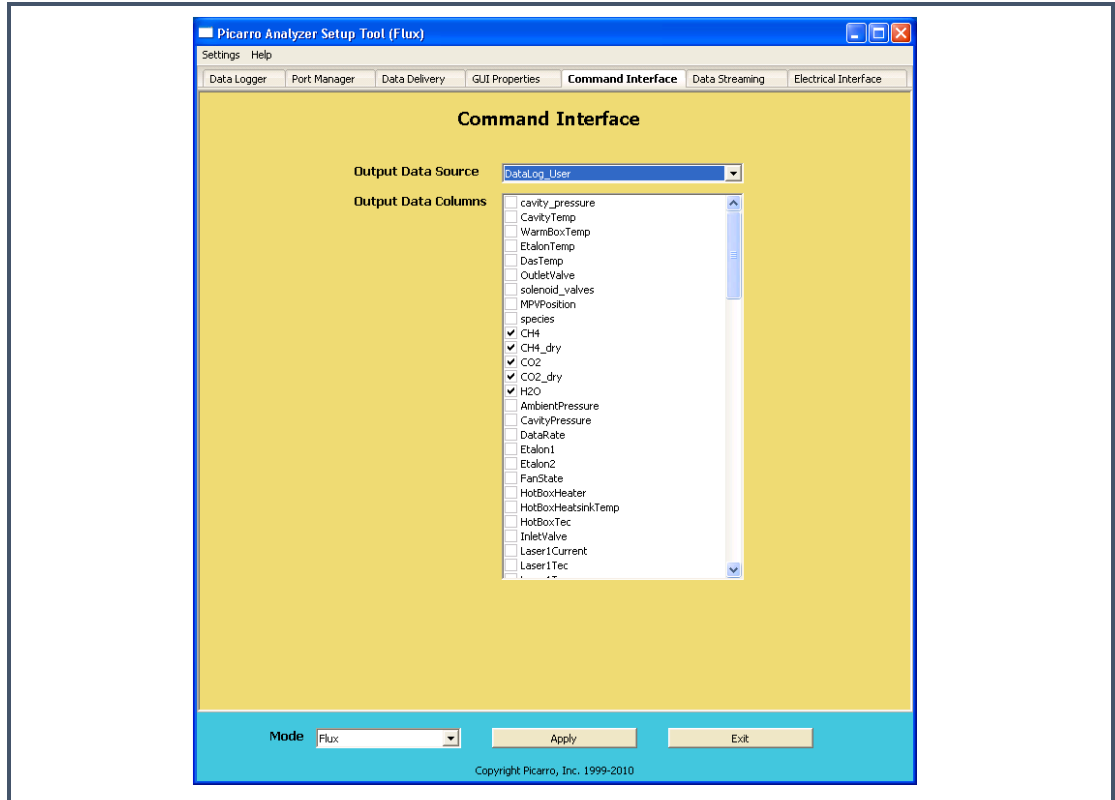 Picarro Analyzer Setup Tool (Flux)
Settings Help
Data Logger Port Manager Data Delivery GUI Properties Command Interface Data Streaming Electrical Interface
Command Interface
Output Data Source DataLog_User
Output Data Columns
cavity_pressure
CavityTemp
WarmBoxTemp
EtalonTemp
DasTemp
OutletValve
solenoid_valves
MPVPosition
species
CH4
CH4_dry
CO2
CO2_dry
H2O
AmbientPressure
CavityPressure
DataRate
Etalon1
Etalon2
FanState
HotBoxHeater
HotBoxHeatsinkTemp
HotBoxTec
InletValve
Laser1Current
Laser1Tec
Mode Flux Apply Exit
Copyright Picarro, Inc. 1999-2010